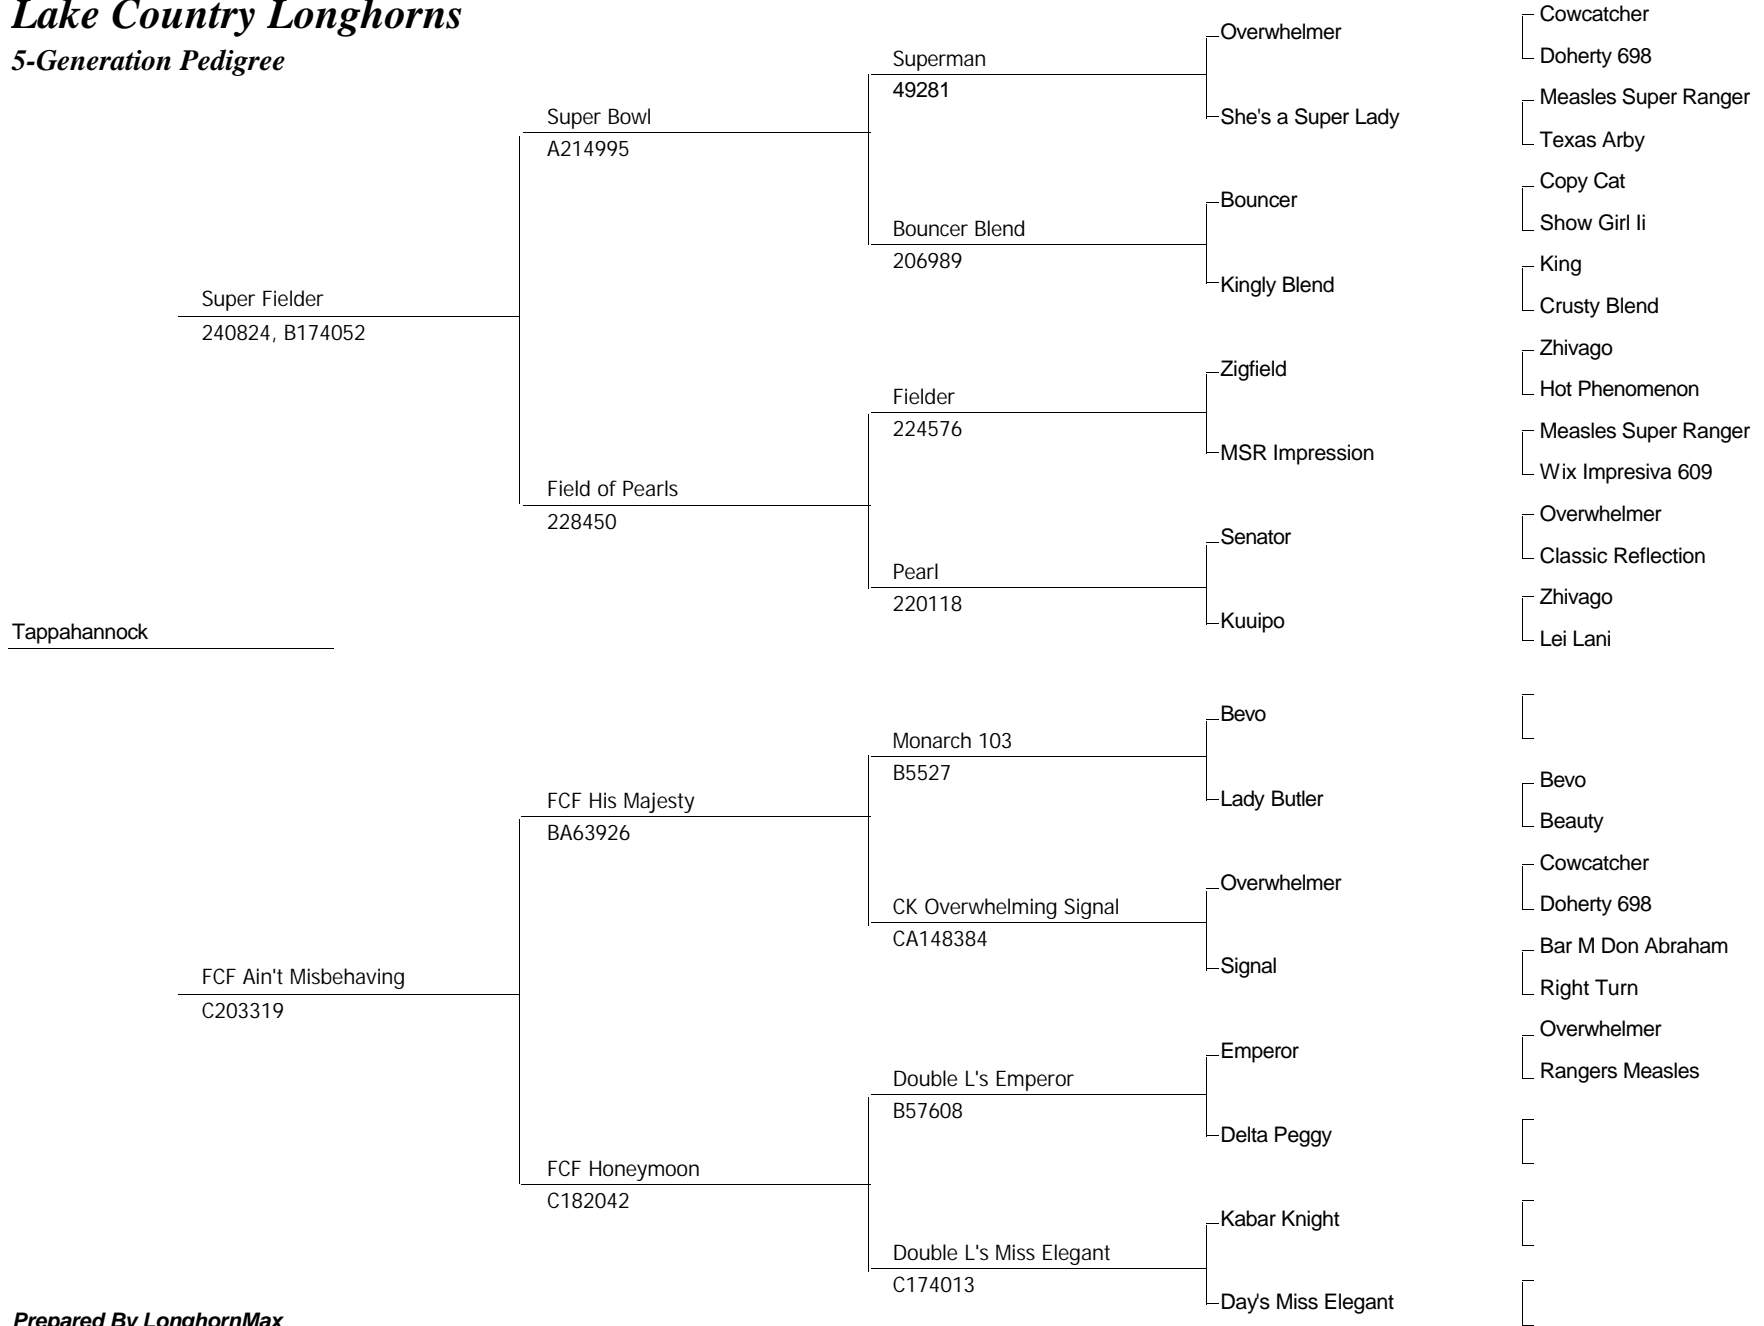 Lake Country Longhorns
5-Generation Pedigree
Tappahannock
Super Fielder
240824, B174052
FCF Ain't Misbehaving
C203319
Super Bowl
A214995
Field of Pearls
228450
FCF His Majesty
BA63926
FCF Honeymoon
C182042
Superman
49281
Bouncer Blend
206989
Fielder
224576
Pearl
220118
Monarch 103
B5527
CK Overwhelming Signal
CA148384
Double L's Emperor
B57608
Double L's Miss Elegant
C174013
Overwhelmer
She's a Super Lady
Bouncer
Kingly Blend
Zigfield
MSR Impression
Senator
Kuuipo
Bevo
Lady Butler
Overwhelmer
Signal
Emperor
Delta Peggy
Kabar Knight
Day's Miss Elegant
Cowcatcher
Doherty 698
Measles Super Ranger
Texas Arby
Copy Cat
Show Girl Ii
King
Crusty Blend
Zhivago
Hot Phenomenon
Measles Super Ranger
Wix Impresiva 609
Overwhelmer
Classic Reflection
Zhivago
Lei Lani
Bevo
Beauty
Cowcatcher
Doherty 698
Bar M Don Abraham
Right Turn
Overwhelmer
Rangers Measles
Prepared By LonghornMax